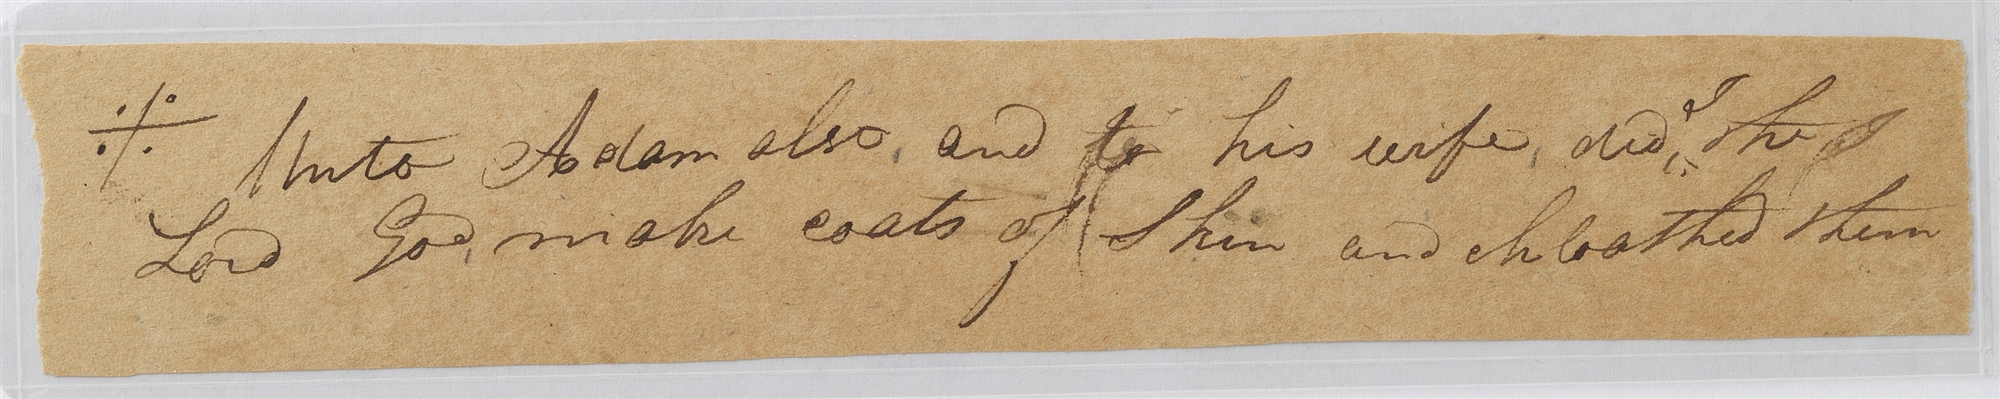 ※ Unto Adam also, and to his wife, did, I, the
Lord God, make coats of Skin and chloathed them